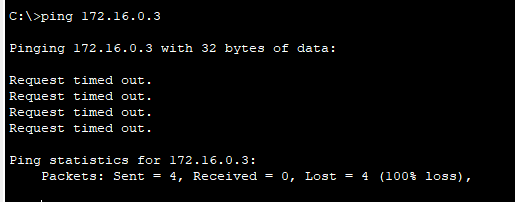 C:\>ping 172.16.0.3
Pinging 172.16.0.3 with 32 bytes of data:
Request timed out.
Request timed out.
Request timed out.
Request timed out.
Ping statistics for 172.16.0.3:
Packets: Sent = 4, Received = 0, Lost = 4 (100% loss),